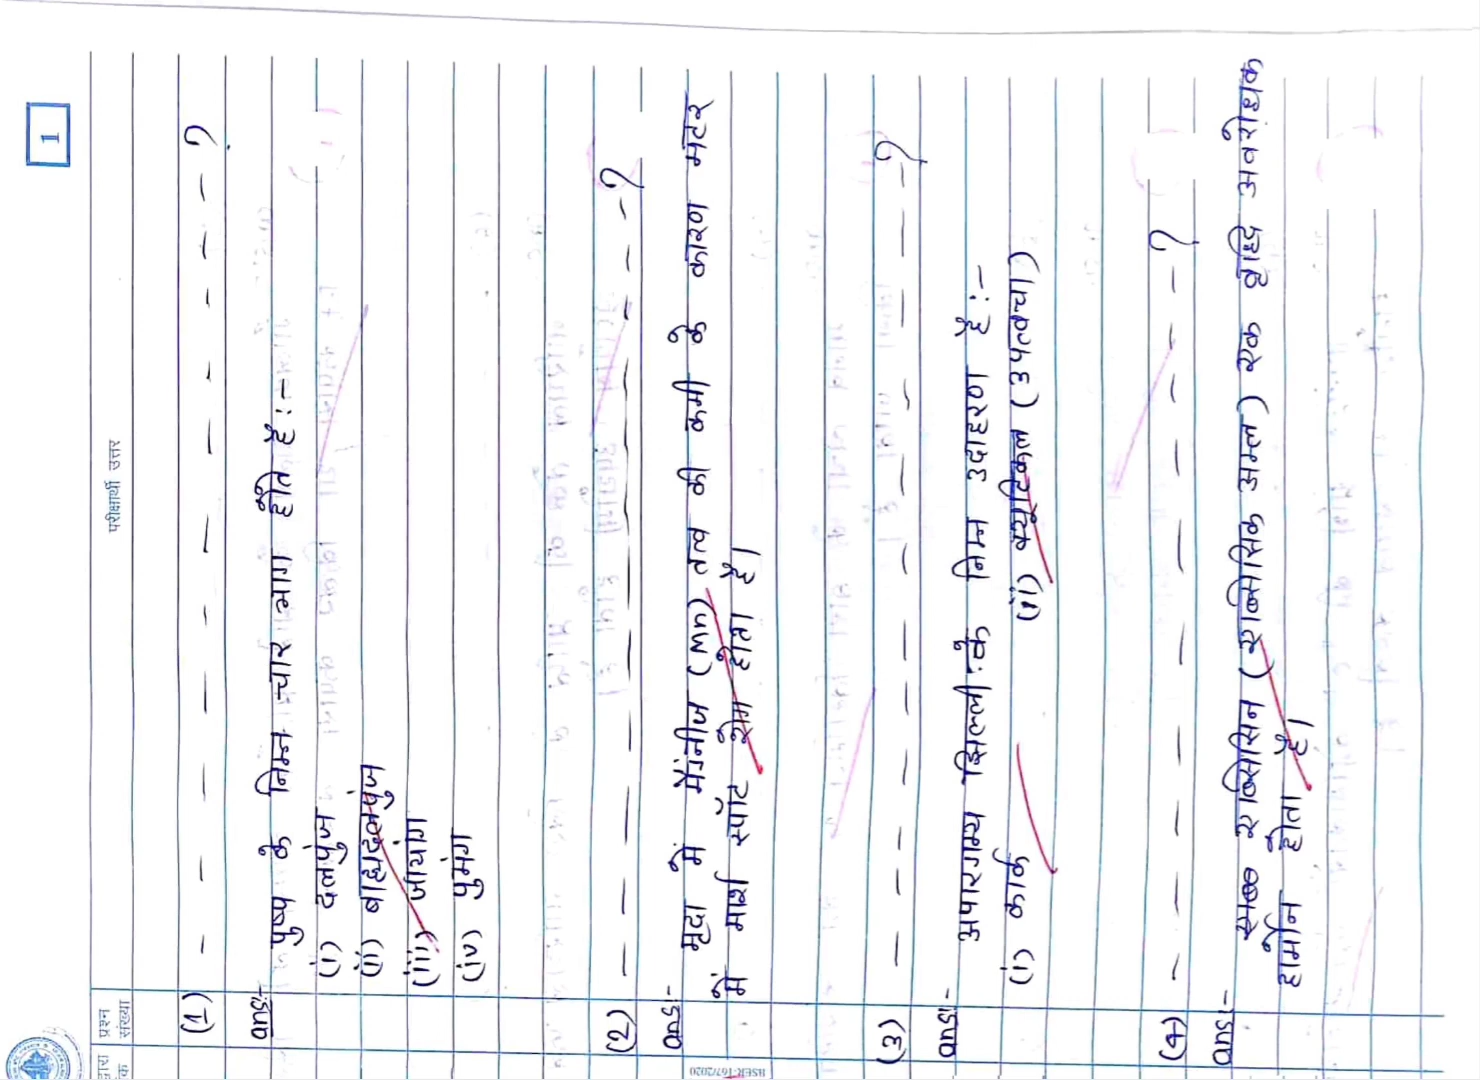 1
प्रश्न संख्या
परीक्षार्थी उत्तर
(1) - - - - - - - - - - - ?
ans:- पुष्प के निम्न चार भाग होते हैं:-
(i) दलपुंज
(ii) बाह्यदलपुंज
(iii) जायांग
(iv) पुमंग
(2) - - - - - - - - - - ?
ans:- मृदा में मैंगनीज (Mn) तत्व की कमी के कारण मटर
में मार्श स्पॉट रोग होता है।
(3) - - - - - - - - - - - ?
ans:- अपारगम्य झिल्ली के निम्न उदाहरण हैं:-
(i) कार्क (ii) क्यूटिकल (उपत्वचा)
(4) - - - - - - - - - - ?
ans:- एब्सिसिन (एब्सिसिक अम्ल) एक वृद्धि अवरोधक
हार्मोन होता है।
BSER-167/2020